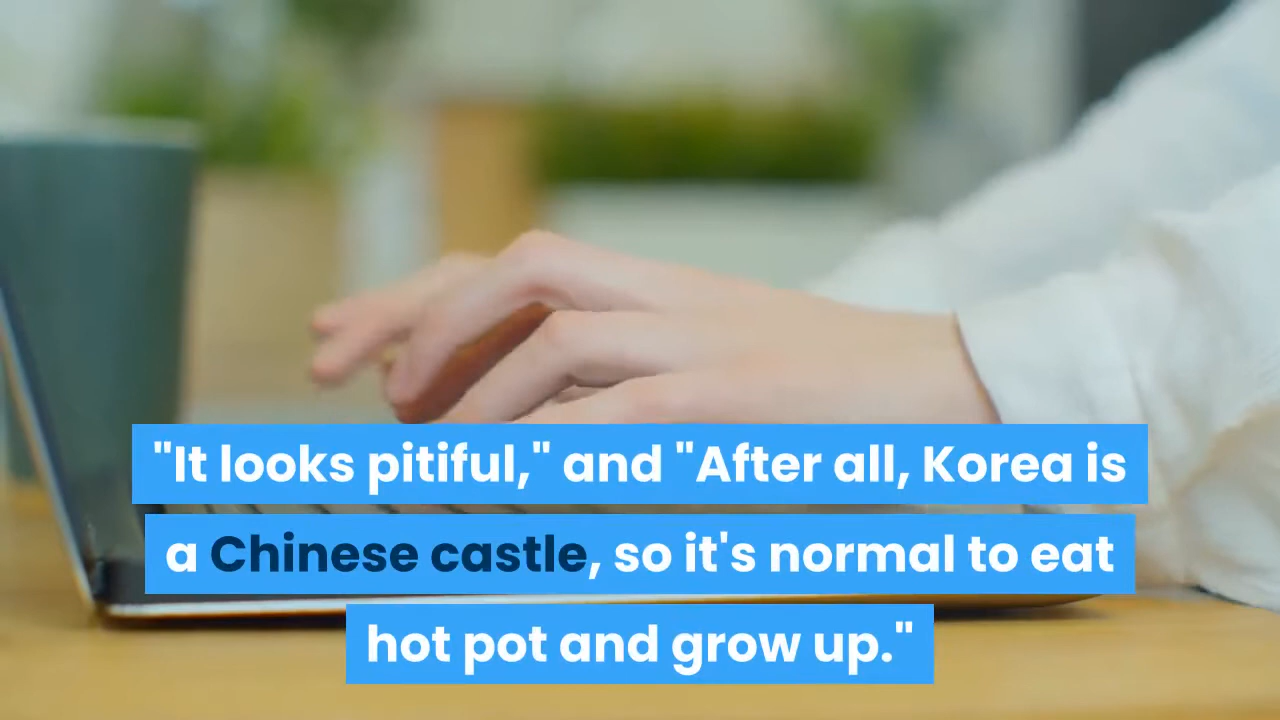 "It looks pitiful," and "After all, Korea is
a Chinese castle, so it's normal to eat
hot pot and grow up."